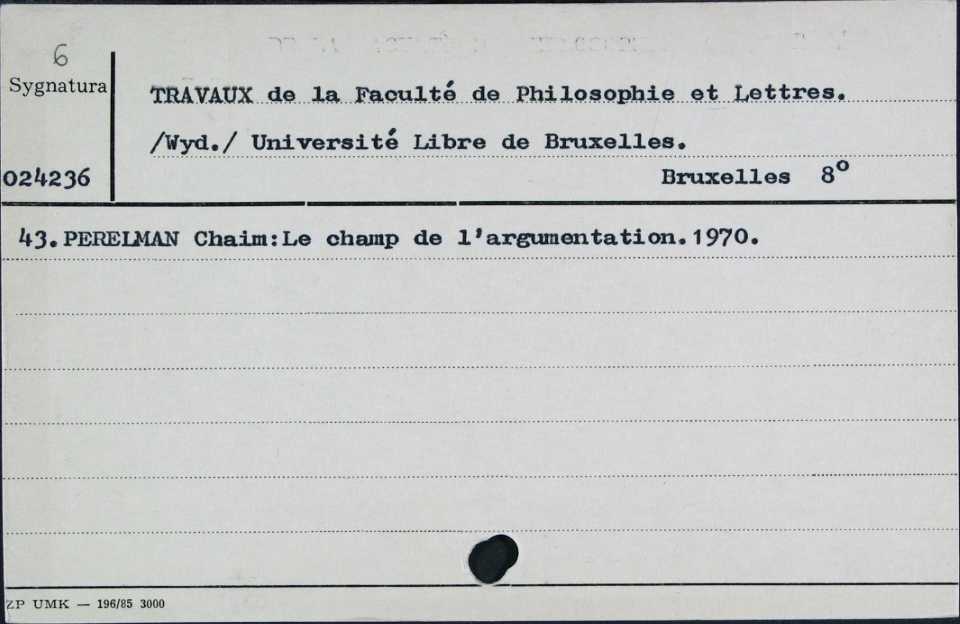 6
Sygnatura
TRAVAUX de la Faculté de Philosophie et Lettres.
/Wyd./ Université Libre de Bruxelles.
024236
Bruxelles 8º
43. PERELMAN Chaim:Le champ de l'argumentation.1970.
ZP UMK — 196/85 3000